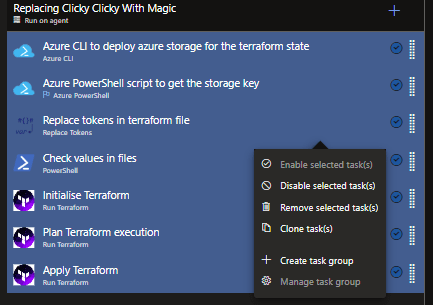 Replacing Clicky Clicky With Magic
Run on agent
Azure CLI to deploy azure storage for the terraform state
Azure CLI
Azure PowerShell script to get the storage key
Azure PowerShell
Replace tokens in terraform file
Replace Tokens
Check values in files
PowerShell
Initialise Terraform
Run Terraform
Plan Terraform execution
Run Terraform
Apply Terraform
Run Terraform
Enable selected task(s)
Disable selected task(s)
Remove selected task(s)
Clone task(s)
Create task group
Manage task group